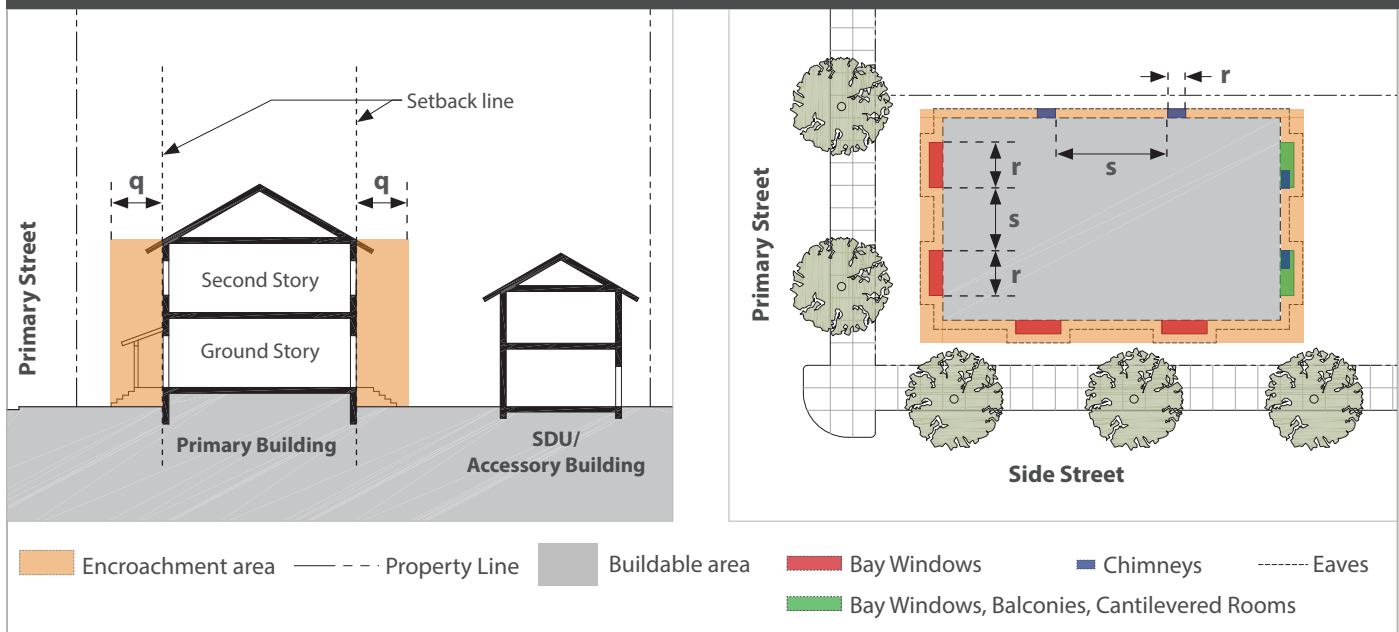 Setback line
q
q
Primary Street
Second Story
Ground Story
Primary Building
SDU/
Accessory Building
r
s
r
s
r
Primary Street
Side Street
Encroachment area
Property Line
Buildable area
Bay Windows
Chimneys
Eaves
Bay Windows, Balconies, Cantilevered Rooms